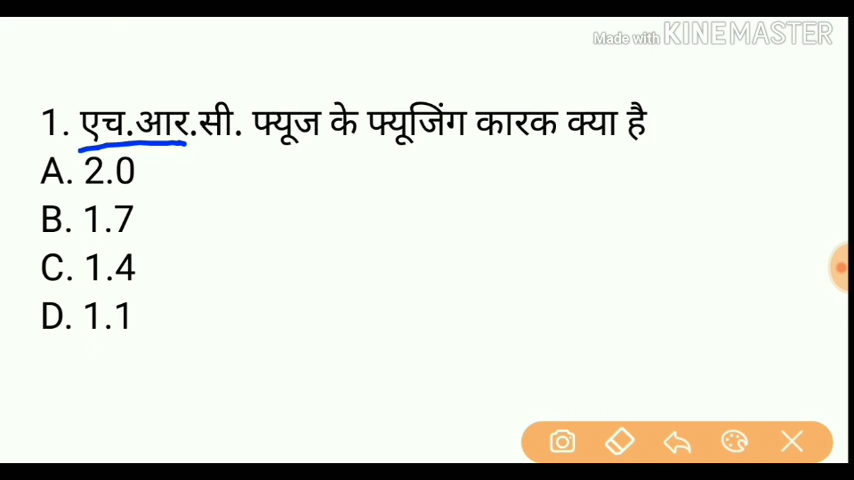 Made with KINEMASTER
1. एच.आर.सी. फ्यूज के फ्यूजिंग कारक क्या है
A. 2.0
B. 1.7
C. 1.4
D. 1.1